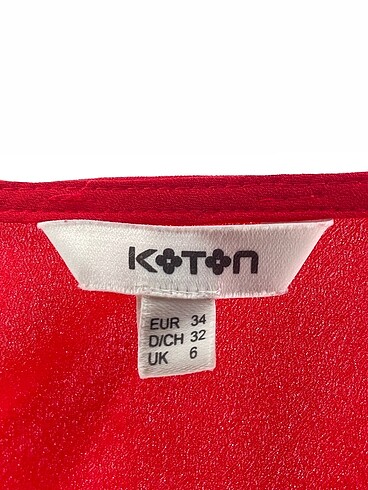 KOTON
EUR 34
D/CH 32
UK 6